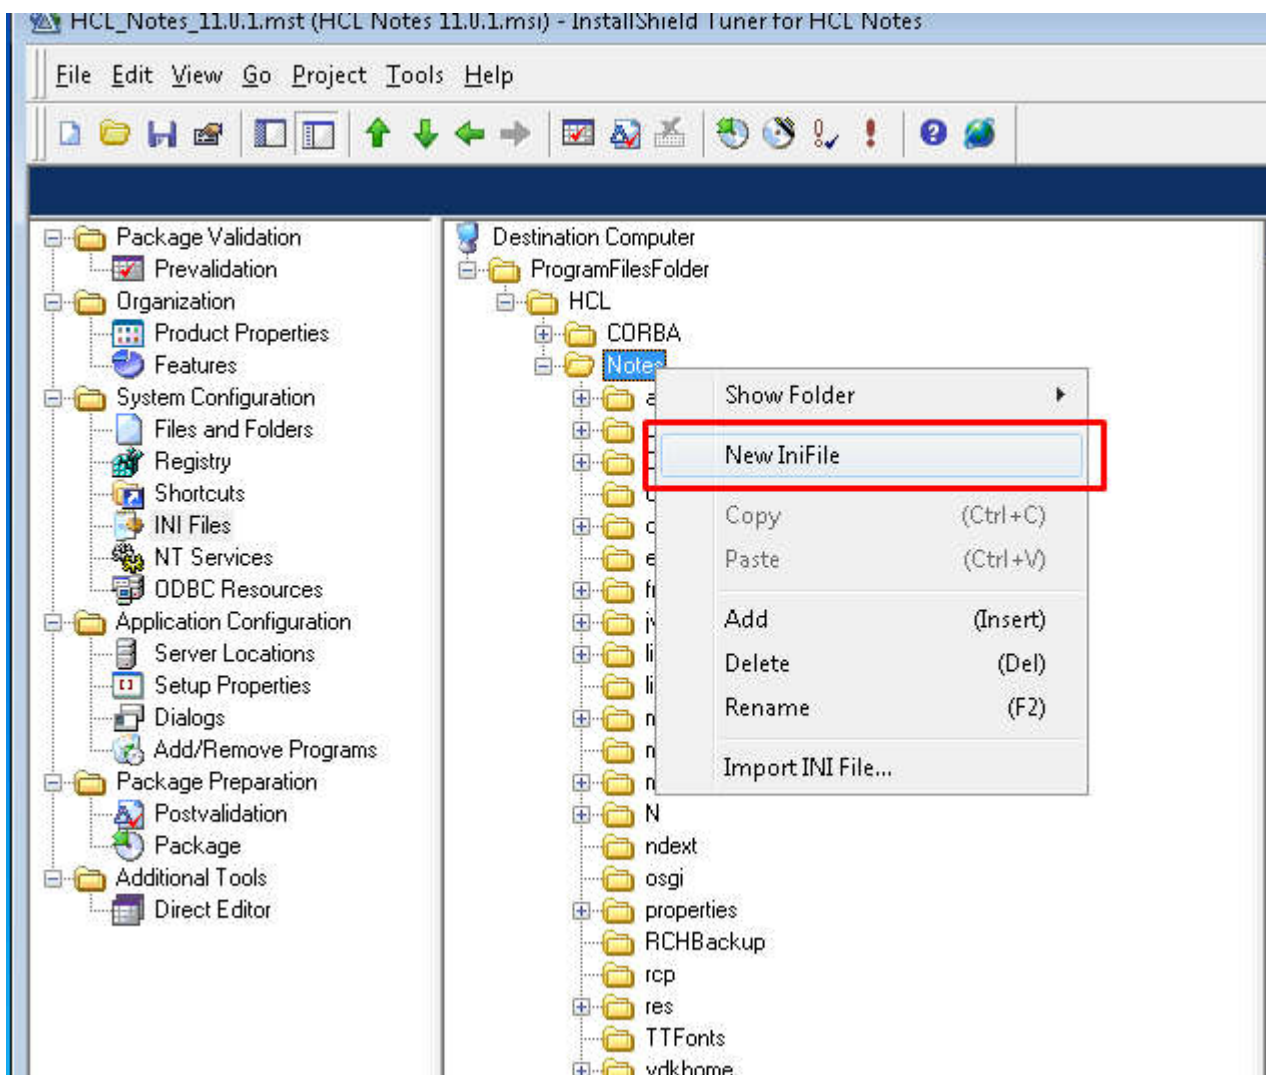 HCL_Notes_11.0.1.mst (HCL Notes 11.0.1.msi) - InstallShield Tuner for HCL Notes
File Edit View Go Project Tools Help
Package Validation
Prevalidation
Organization
Product Properties
Features
System Configuration
Files and Folders
Registry
Shortcuts
INI Files
NT Services
ODBC Resources
Application Configuration
Server Locations
Setup Properties
Dialogs
Add/Remove Programs
Package Preparation
Postvalidation
Package
Additional Tools
Direct Editor
Destination Computer
ProgramFilesFolder
HCL
CORBA
Notes
N
ndext
osgi
properties
RCHBackup
rcp
res
TTFonts
vdkhome
Show Folder
New IniFile
Copy (Ctrl+C)
Paste (Ctrl+V)
Add (Insert)
Delete (Del)
Rename (F2)
Import INI File...